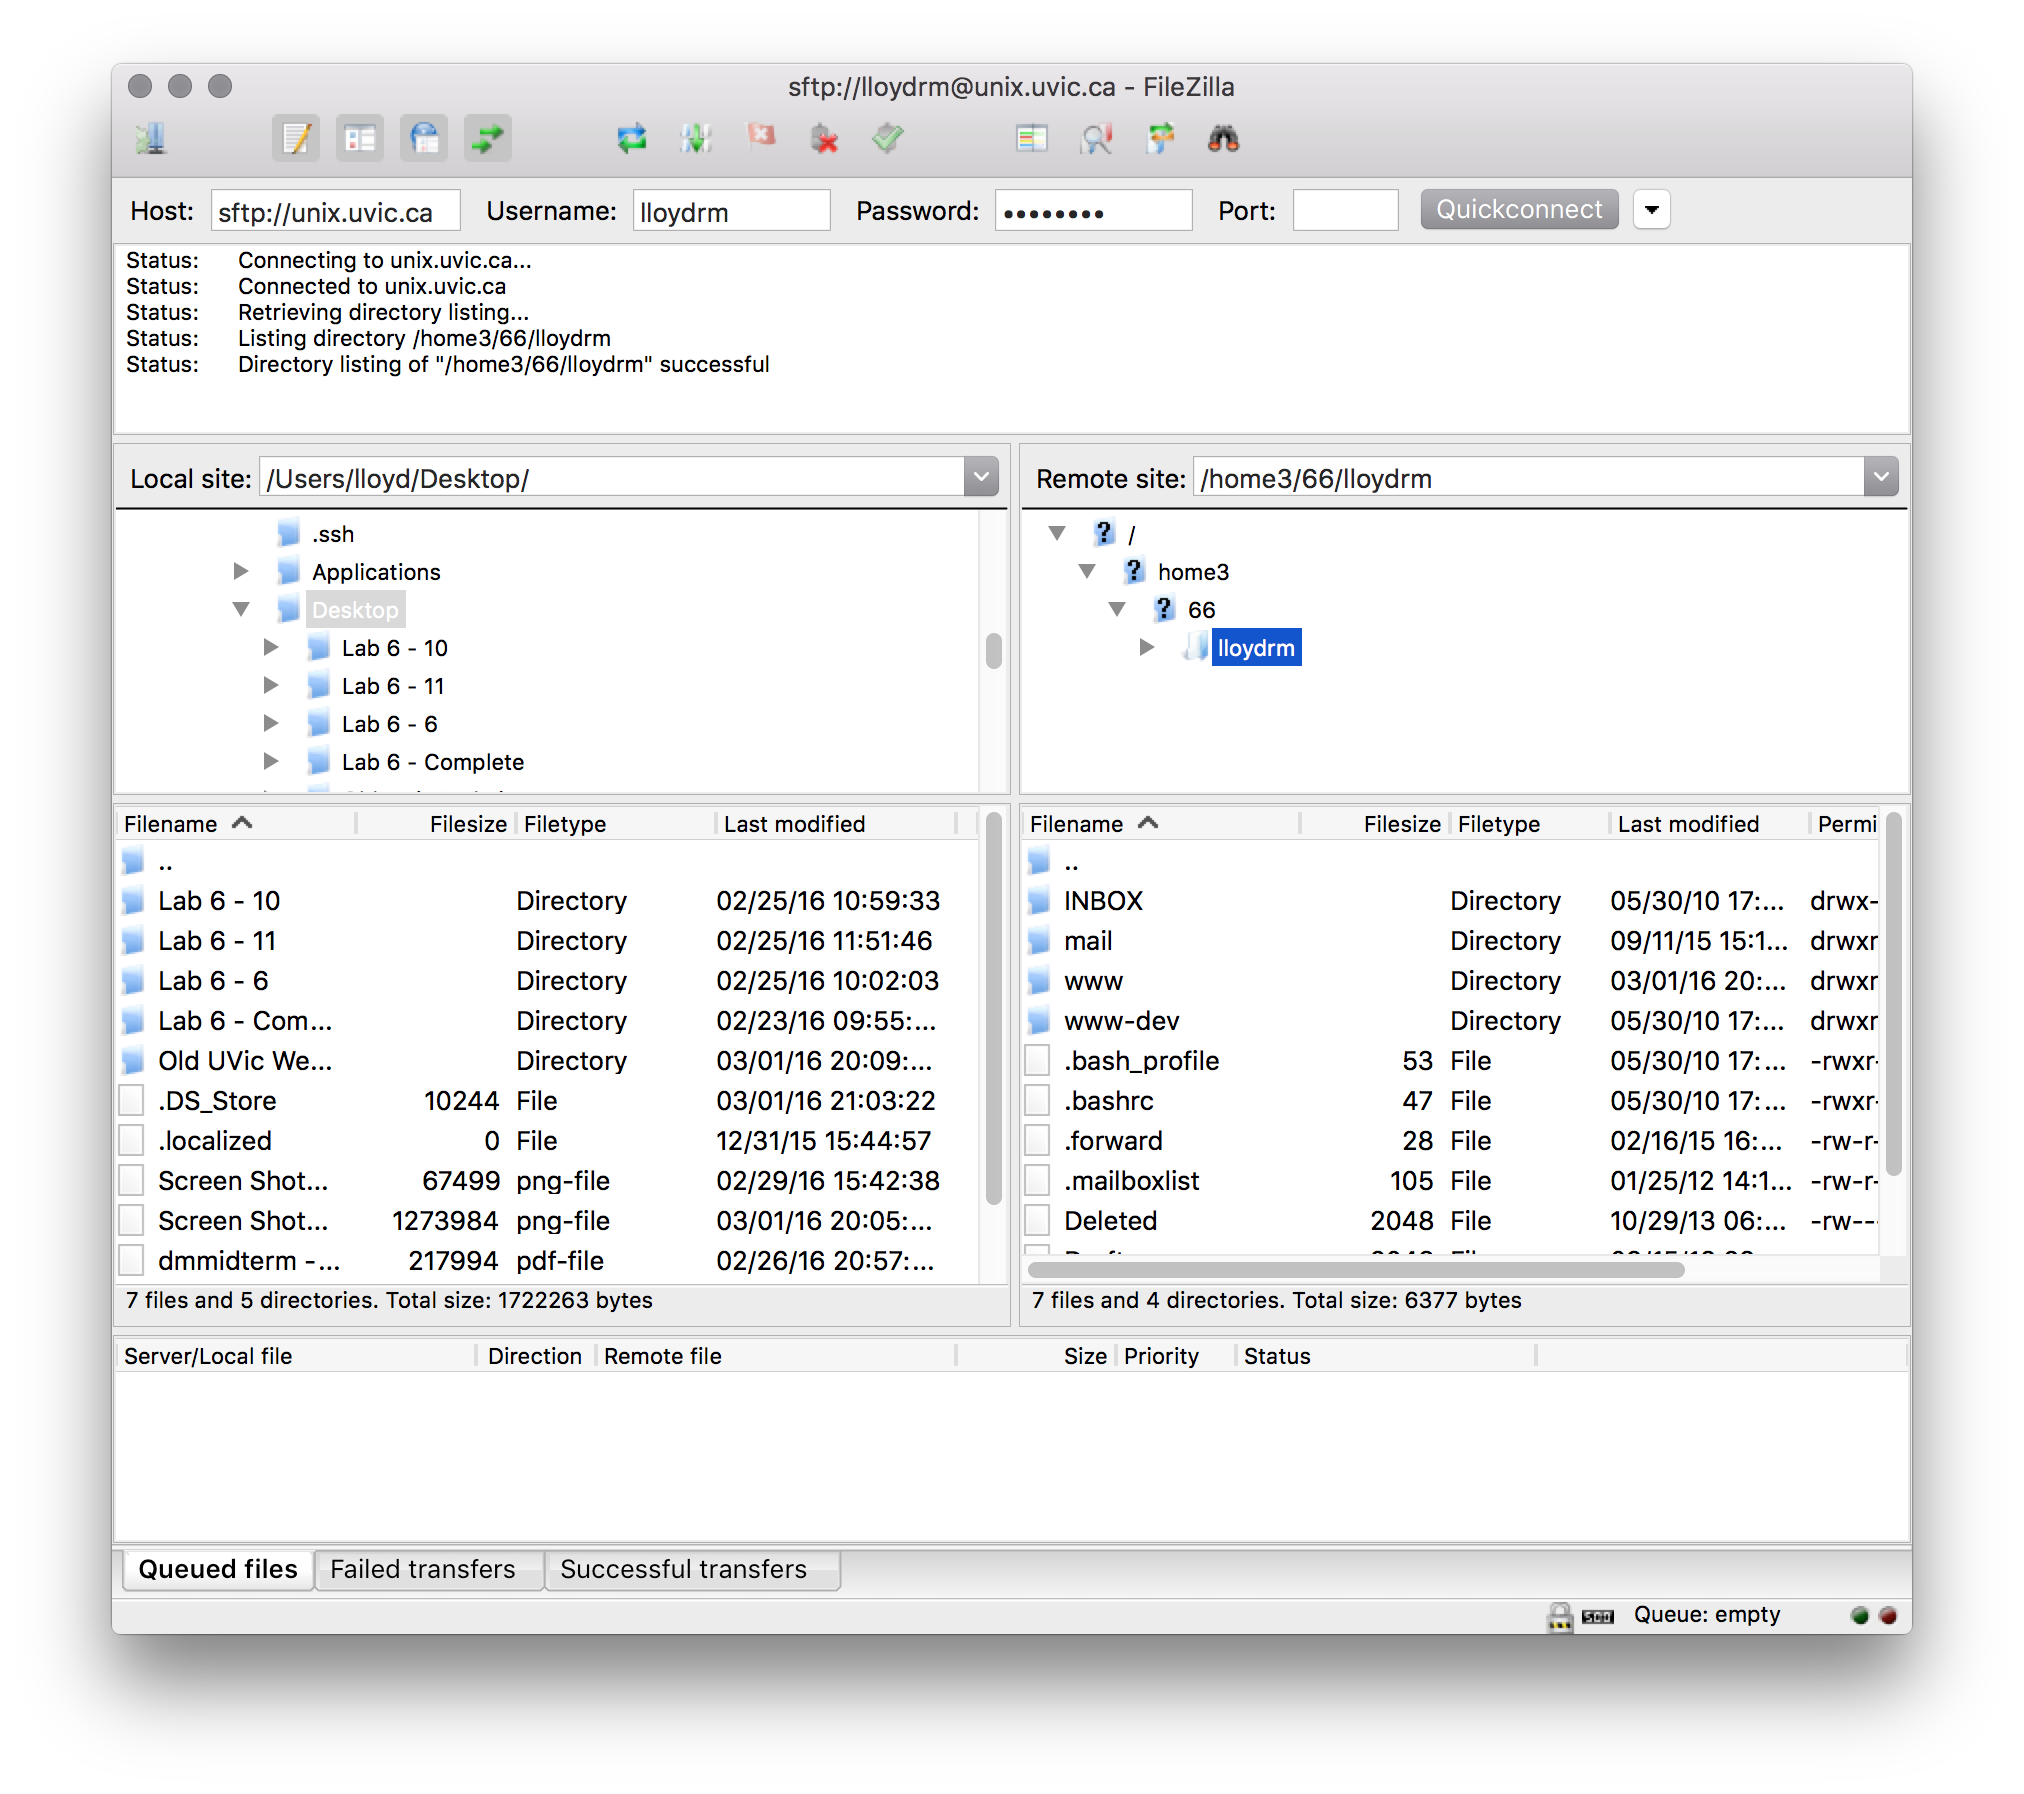 sftp://lloydrm@unix.uvic.ca - FileZilla
Host: sftp://unix.uvic.ca Username: lloydrm Password: •••••••• Port: Quickconnect
Status: Connecting to unix.uvic.ca...
Status: Connected to unix.uvic.ca
Status: Retrieving directory listing...
Status: Listing directory /home3/66/lloydrm
Status: Directory listing of "/home3/66/lloydrm" successful
Local site: /Users/lloyd/Desktop/
.ssh
Applications
Desktop
Lab 6 - 10
Lab 6 - 11
Lab 6 - 6
Lab 6 - Complete
Filename Filesize Filetype Last modified
..
Lab 6 - 10 Directory 02/25/16 10:59:33
Lab 6 - 11 Directory 02/25/16 11:51:46
Lab 6 - 6 Directory 02/25/16 10:02:03
Lab 6 - Com... Directory 02/23/16 09:55:...
Old UVic We... Directory 03/01/16 20:09:...
.DS_Store 10244 File 03/01/16 21:03:22
.localized 0 File 12/31/15 15:44:57
Screen Shot... 67499 png-file 02/29/16 15:42:38
Screen Shot... 1273984 png-file 03/01/16 20:05:...
dmmidterm -... 217994 pdf-file 02/26/16 20:57:...
7 files and 5 directories. Total size: 1722263 bytes
Remote site: /home3/66/lloydrm
? /
? home3
? 66
lloydrm
Filename Filesize Filetype Last modified Permi
..
INBOX Directory 05/30/10 17:... drwx-
mail Directory 09/11/15 15:1... drwxr
www Directory 03/01/16 20:... drwxr
www-dev Directory 05/30/10 17:... drwxr
.bash_profile 53 File 05/30/10 17:... -rwxr-
.bashrc 47 File 05/30/10 17:... -rwxr-
.forward 28 File 02/16/15 16:... -rw-r-
.mailboxlist 105 File 01/25/12 14:1... -rw-r-
Deleted 2048 File 10/29/13 06:... -rw---
7 files and 4 directories. Total size: 6377 bytes
Server/Local file Direction Remote file Size Priority Status
Queued files Failed transfers Successful transfers
Queue: empty